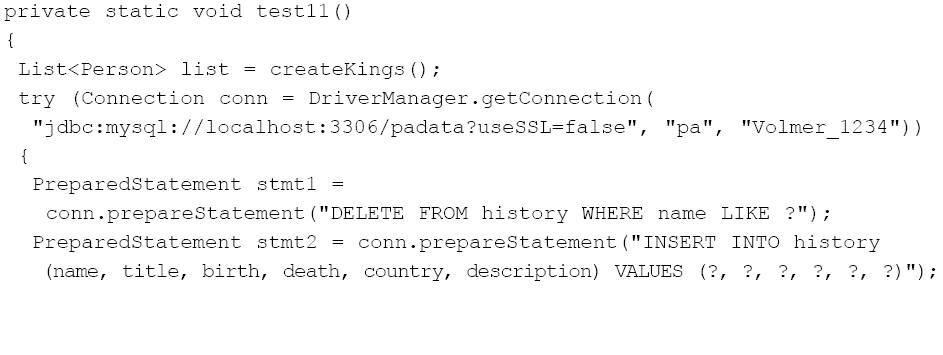 private static void test11()
{
List<Person> list = createKings();
try (Connection conn = DriverManager.getConnection(
"jdbc:mysql://localhost:3306/padata?useSSL=false", "pa", "Volmer_1234"))
{
PreparedStatement stmt1 =
conn.prepareStatement("DELETE FROM history WHERE name LIKE ?");
PreparedStatement stmt2 = conn.prepareStatement("INSERT INTO history
(name, title, birth, death, country, description) VALUES (?, ?, ?, ?, ?, ?)");